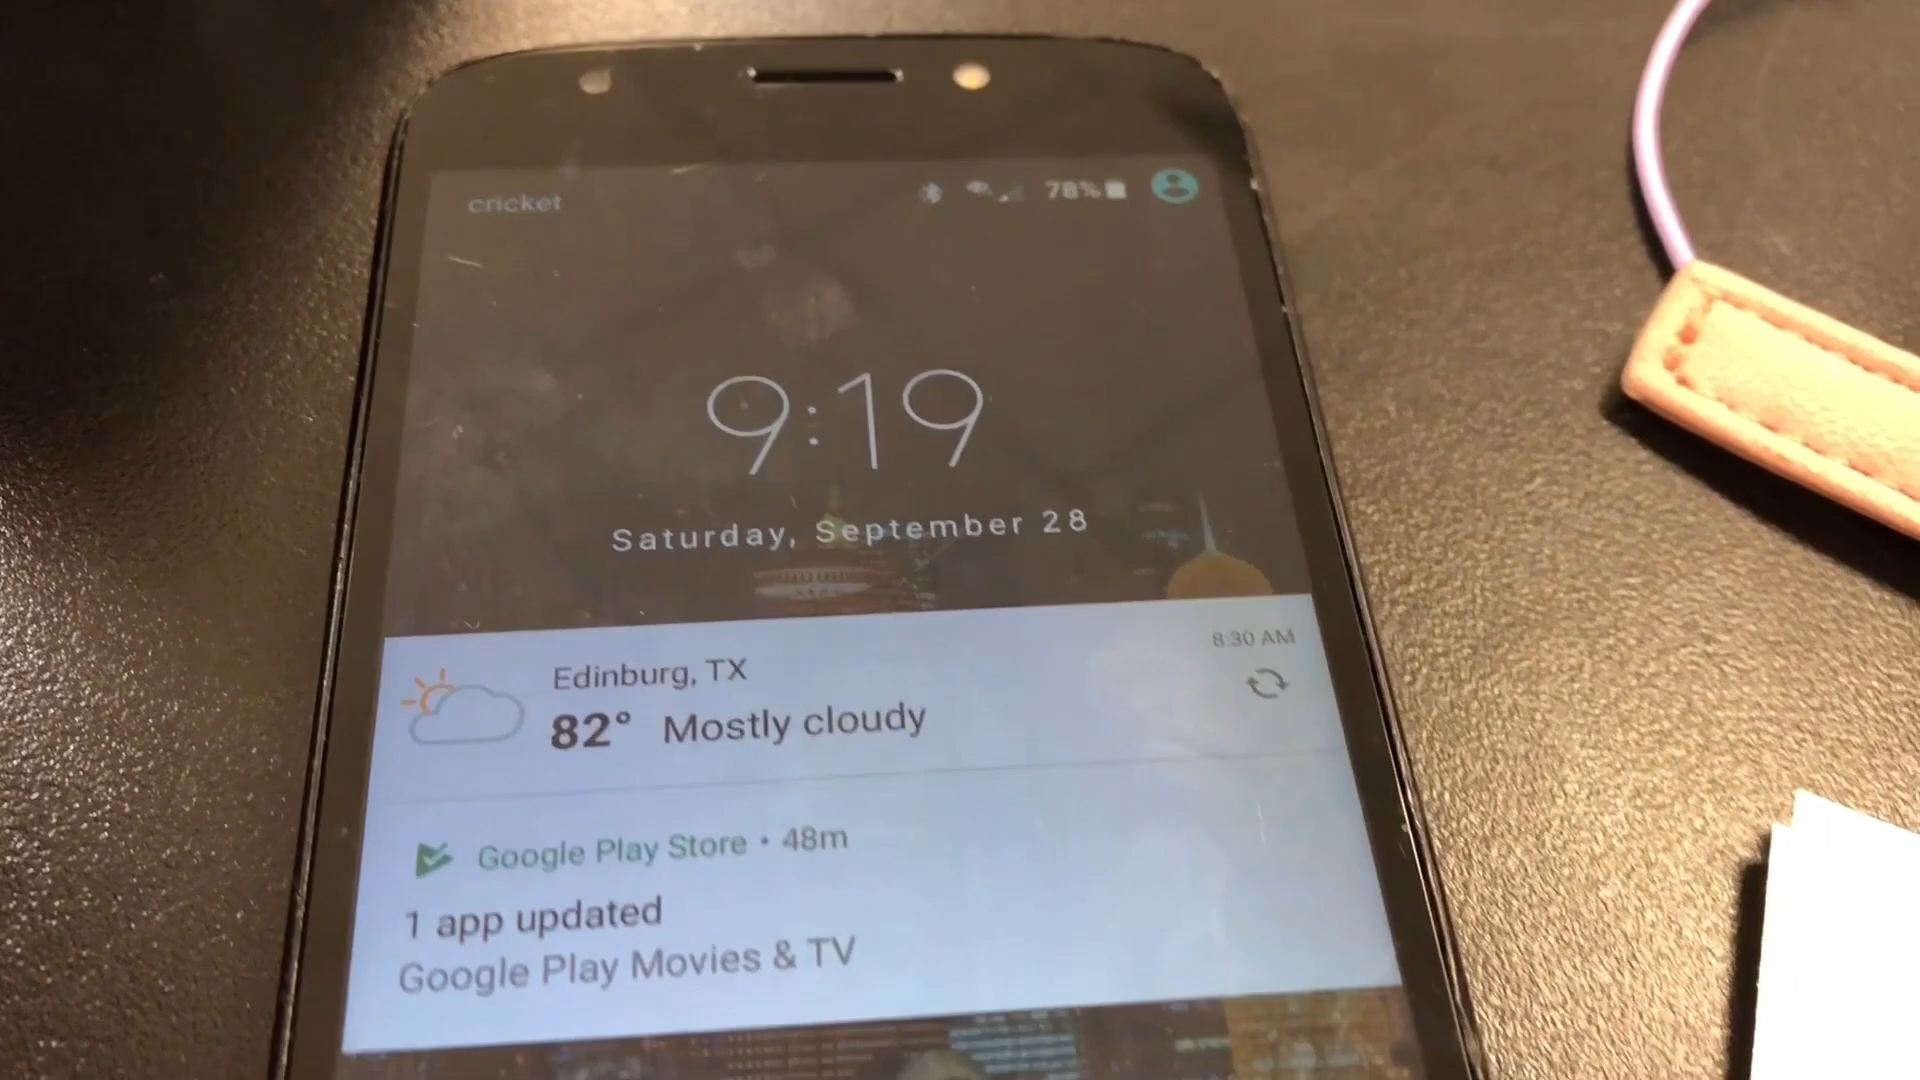 cricket
78%
9:19
Saturday, September 28
8:30 AM
Edinburg, TX
82° Mostly cloudy
Google Play Store • 48m
1 app updated
Google Play Movies & TV